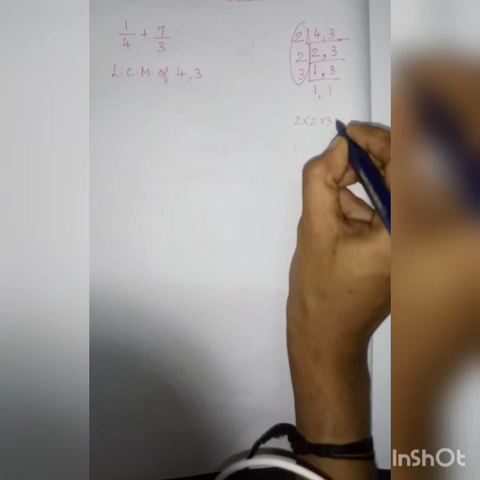 1/4 + 7/3
L.C.M of 4,3
2 | 4, 3
2 | 2, 3
3 | 1, 3
1, 1
2×2×3
InShOt